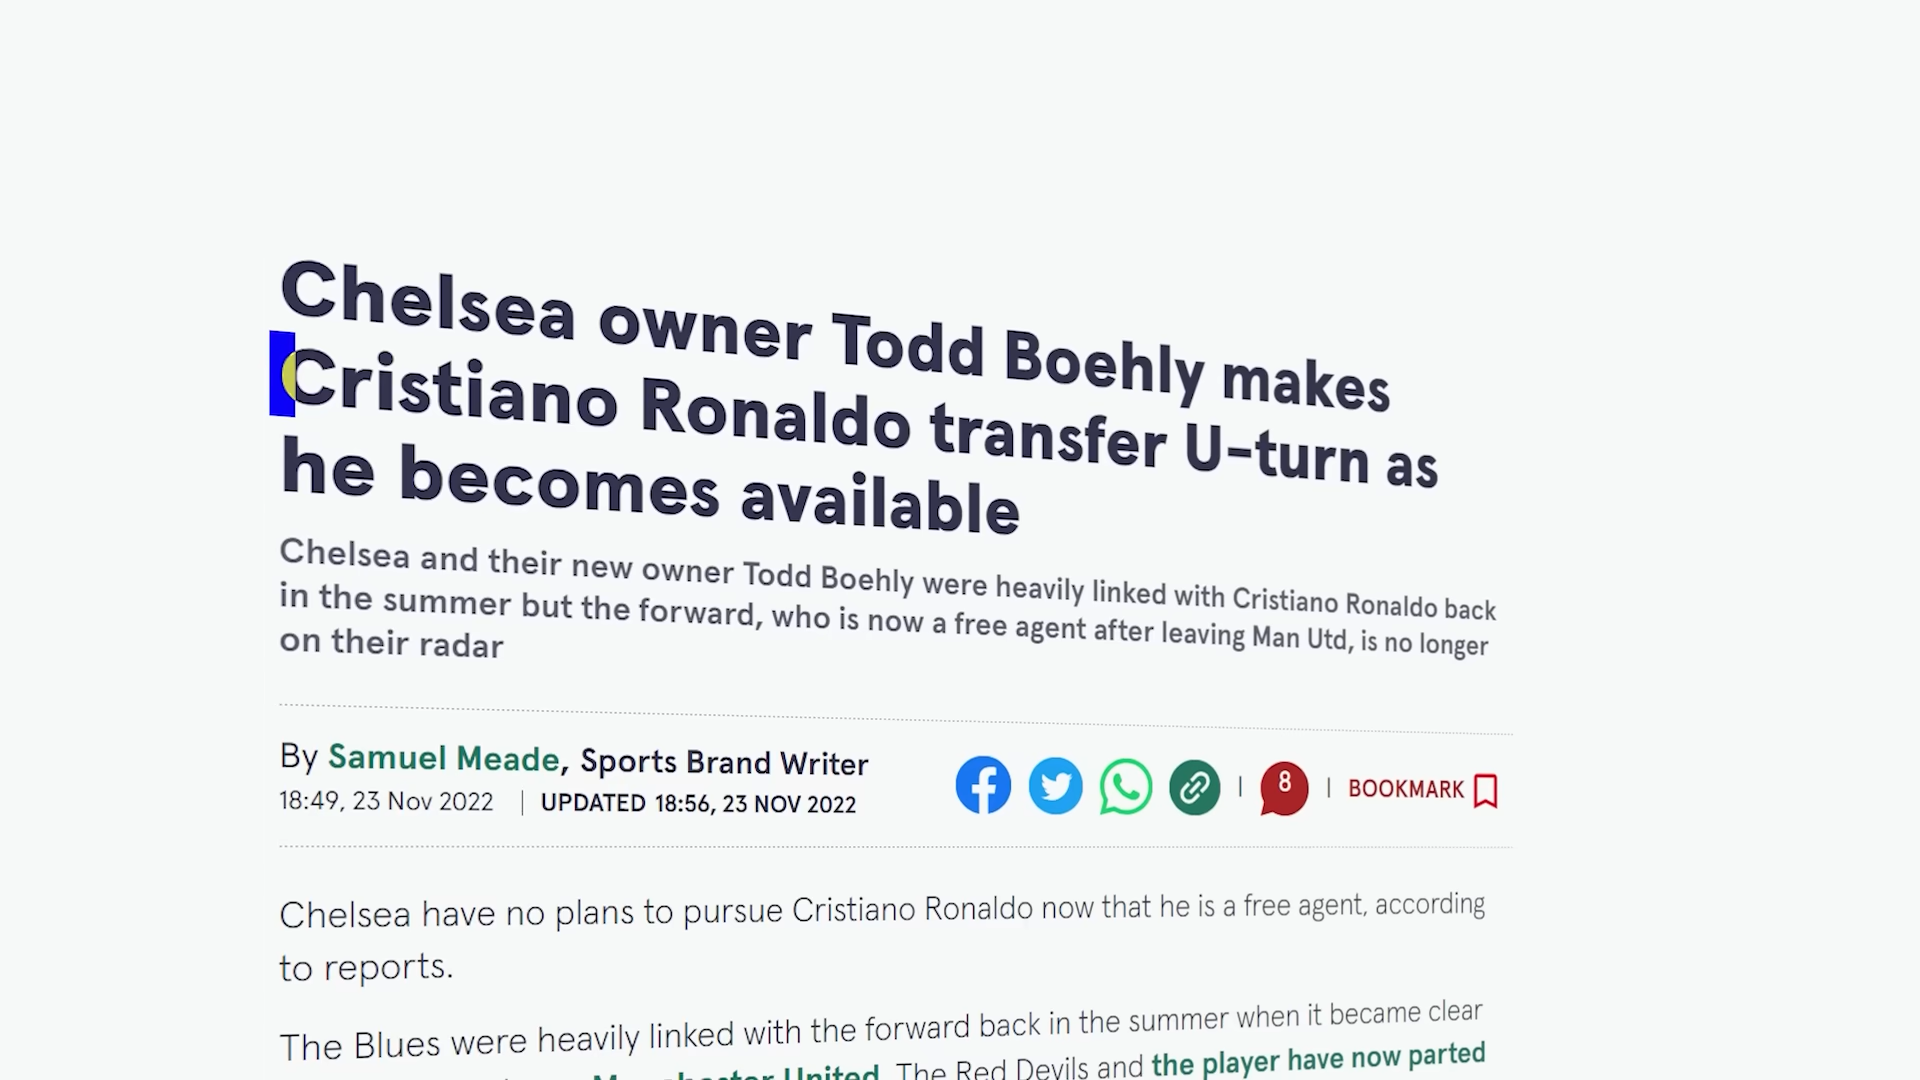 Chelsea owner Todd Boehly makes
Cristiano Ronaldo transfer U-turn as
he becomes available
Chelsea and their new owner Todd Boehly were heavily linked with Cristiano Ronaldo back
in the summer but the forward, who is now a free agent after leaving Man Utd, is no longer
on their radar
By Samuel Meade, Sports Brand Writer
18:49, 23 Nov 2022 | UPDATED 18:56, 23 NOV 2022
8 | BOOKMARK
Chelsea have no plans to pursue Cristiano Ronaldo now that he is a free agent, according
to reports.
The Blues were heavily linked with the forward back in the summer when it became clear
Manchester United. The Red Devils and the player have now parted